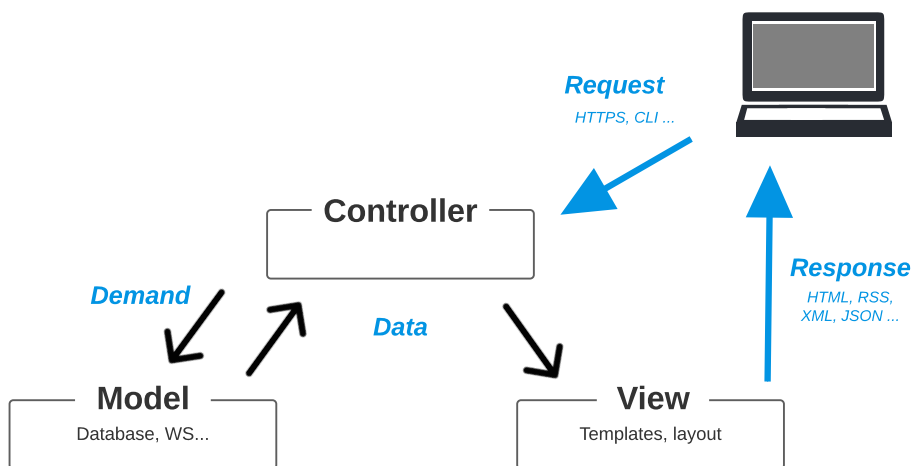 Request
HTTPS, CLI ...
Controller
Demand
Data
Response
HTML, RSS,
XML, JSON ...
Model
Database, WS...
View
Templates, layout